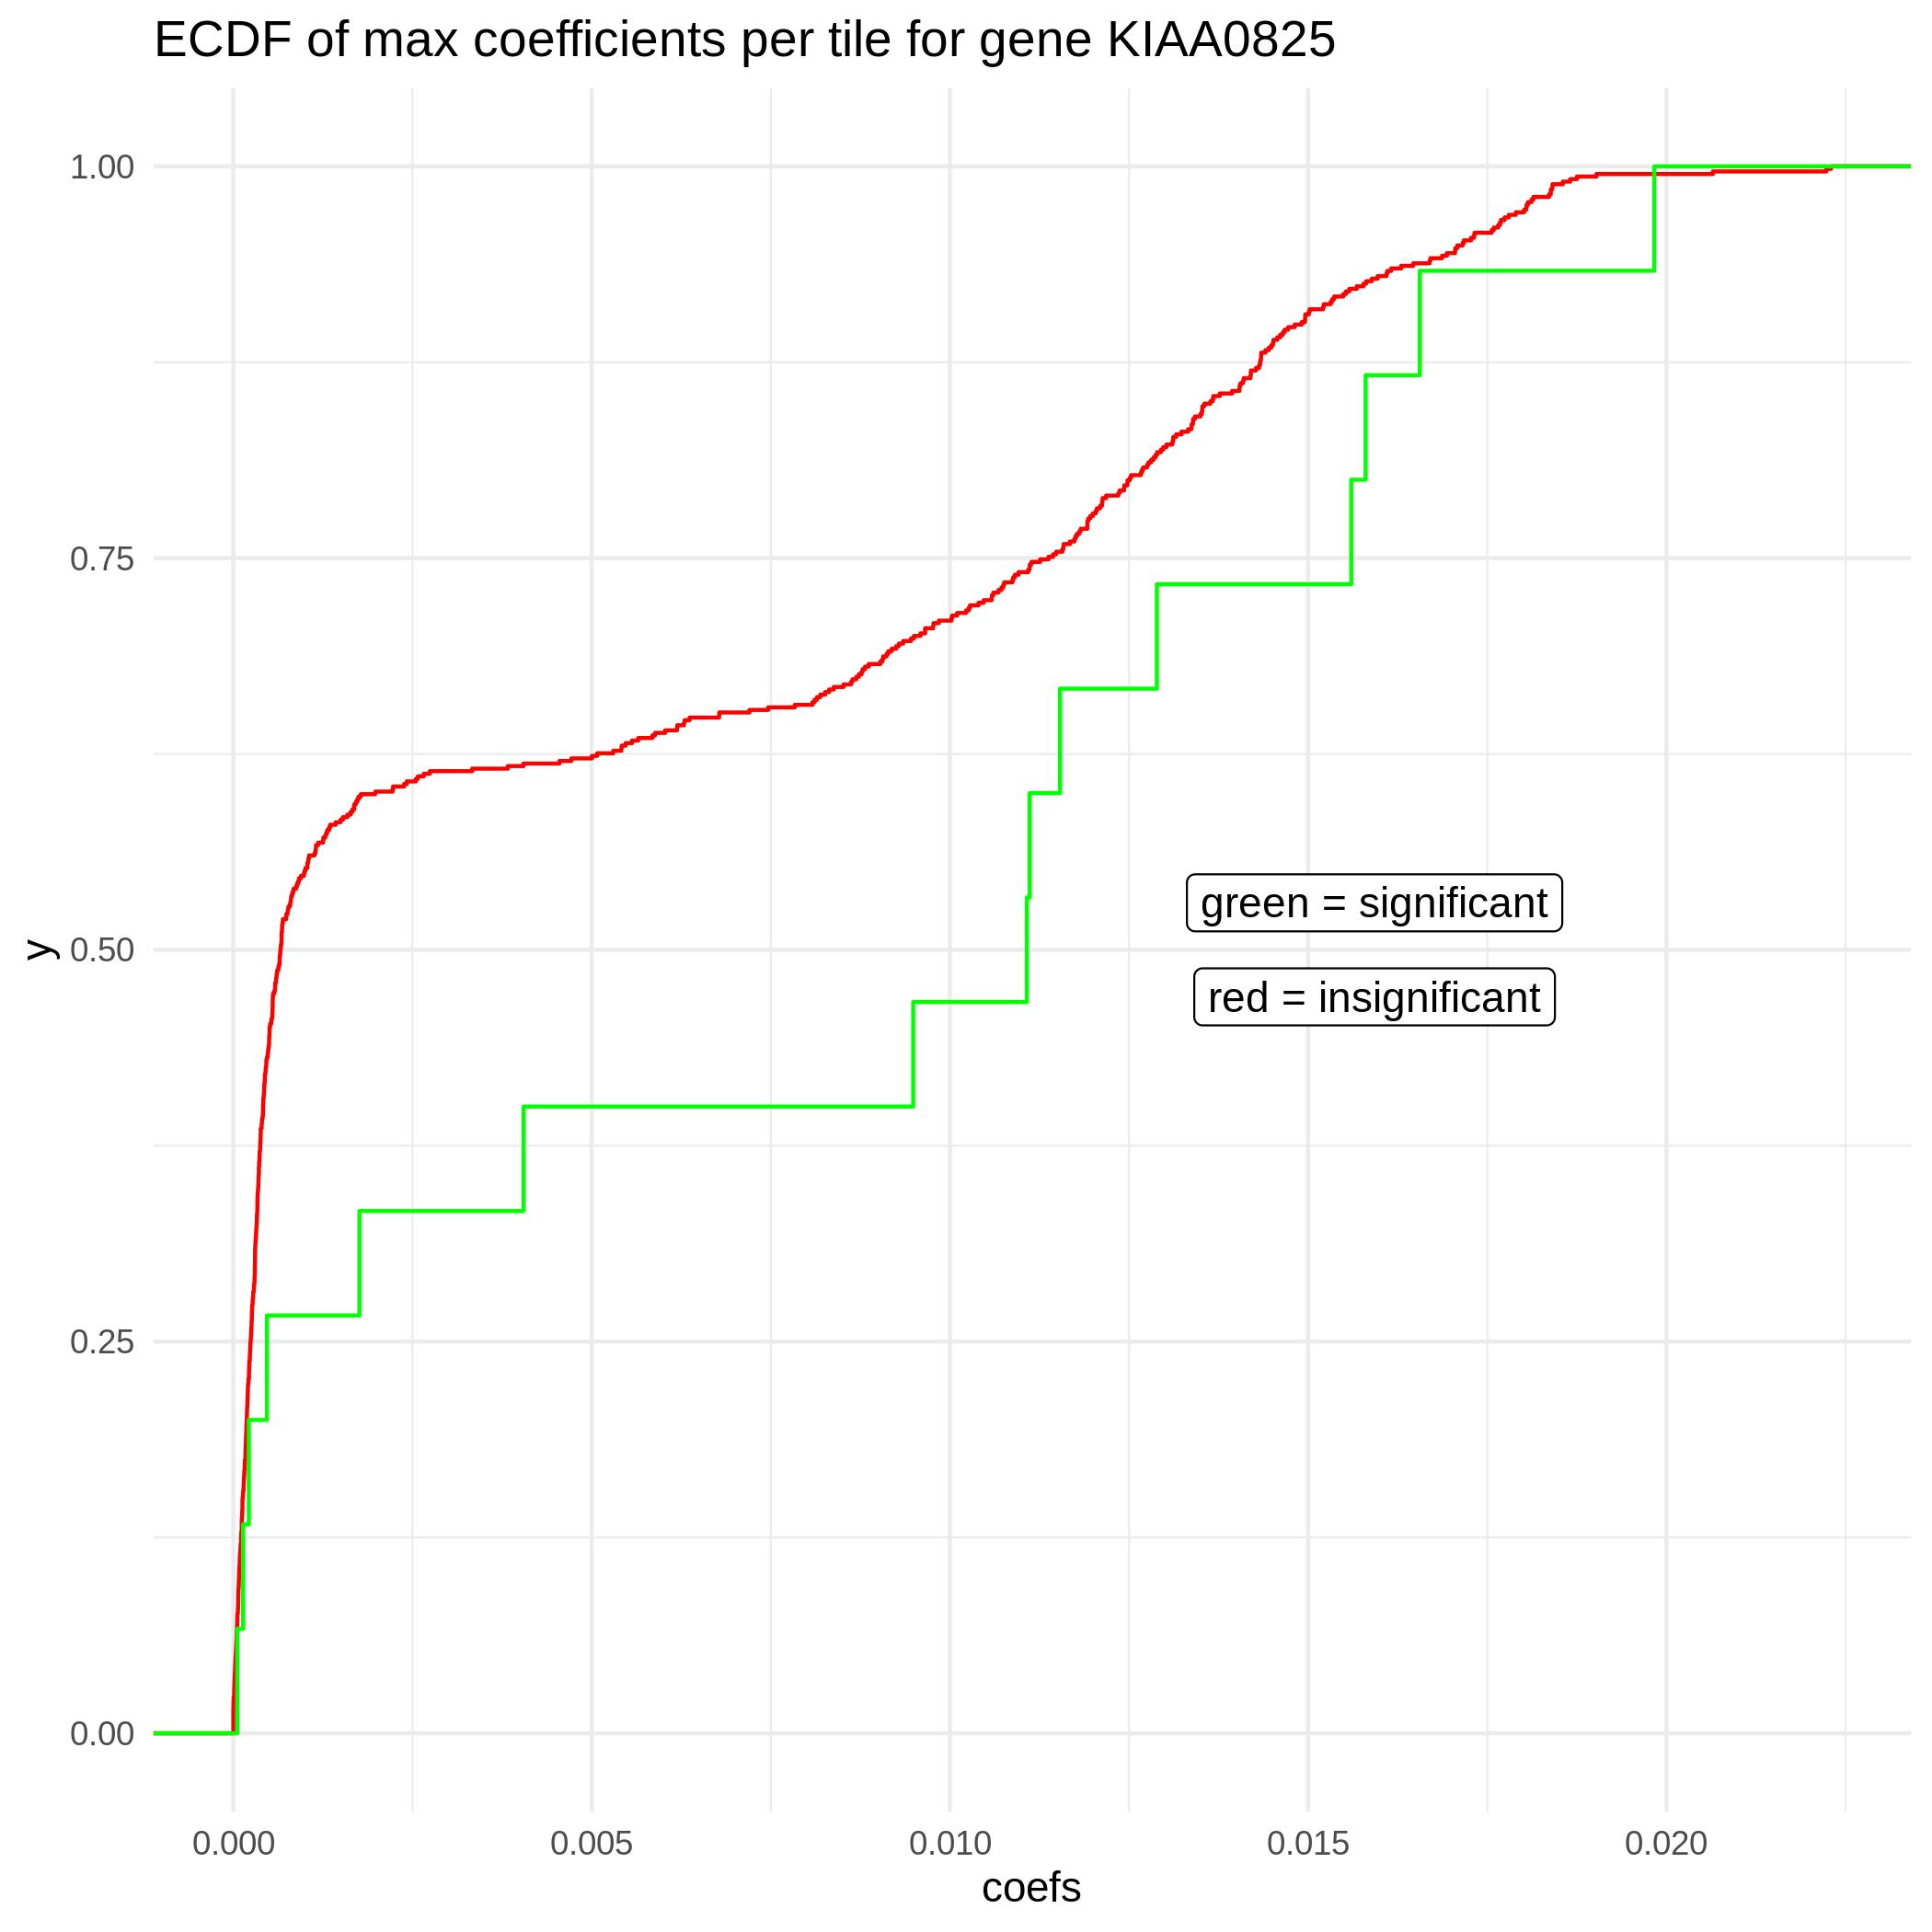 ECDF of max coefficients per tile for gene KIAA0825
1.00
0.75
0.50
0.25
0.00
y
green = significant
red = insignificant
0.000 0.005 0.010 0.015 0.020
coefs